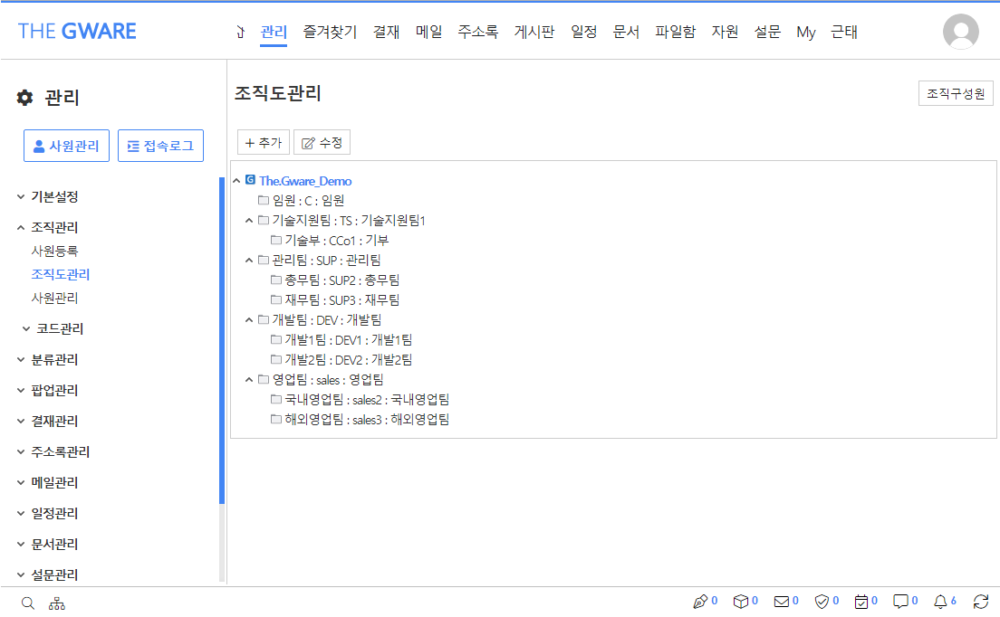 THE GWARE
관리 즐겨찾기 결재 메일 주소록 게시판 일정 문서 파일함 자원 설문 My 근태
관리
사원관리 접속로그
기본설정
조직관리
사원등록
조직도관리
사원관리
코드관리
분류관리
팝업관리
결재관리
주소록관리
메일관리
일정관리
문서관리
설문관리
조직도관리
조직구성원
+ 추가 수정
G The.Gware_Demo
임원 : C : 임원
기술지원팀 : TS : 기술지원팀1
기술부 : CCo1 : 기부
관리팀 : SUP : 관리팀
총무팀 : SUP2 : 총무팀
재무팀 : SUP3 : 재무팀
개발팀 : DEV : 개발팀
개발1팀 : DEV1 : 개발1팀
개발2팀 : DEV2 : 개발2팀
영업팀 : sales : 영업팀
국내영업팀 : sales2 : 국내영업팀
해외영업팀 : sales3 : 해외영업팀
0 0 0 0 0 0 6